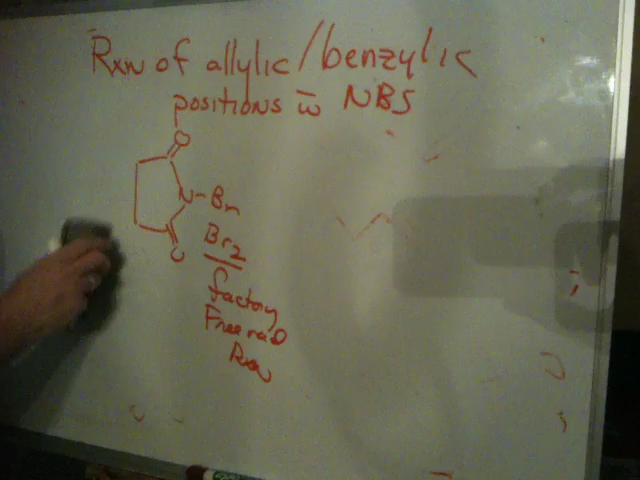 Rxn of allylic/benzylic
positions w̄ NBS
O
N-Br
O
Br2
factory
Free rad
Rxn